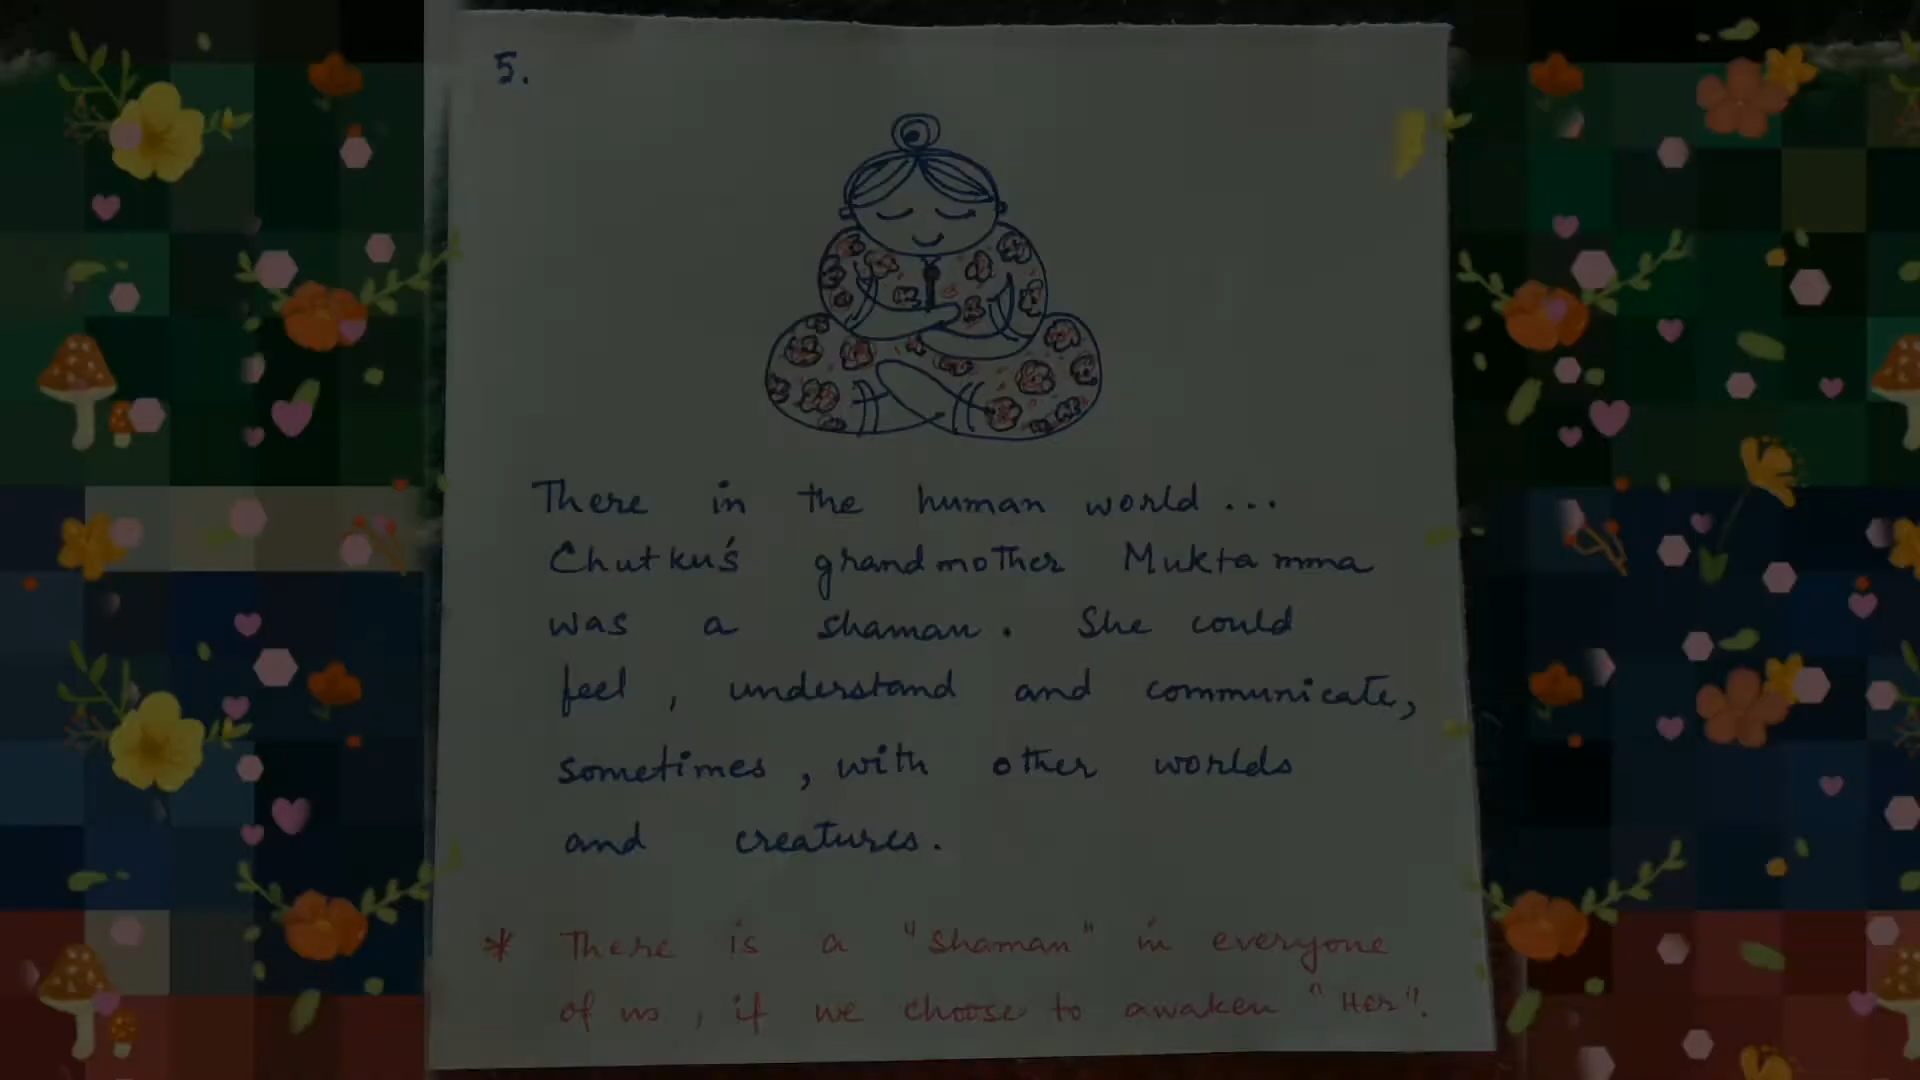 5.
There in the human world...
Chutku's grandmother Muktamma
was a shaman. She could
feel, understand and communicate,
sometimes, with other worlds
and creatures.
* There is a "shaman" in everyone
of us, if we choose to awaken "Her".